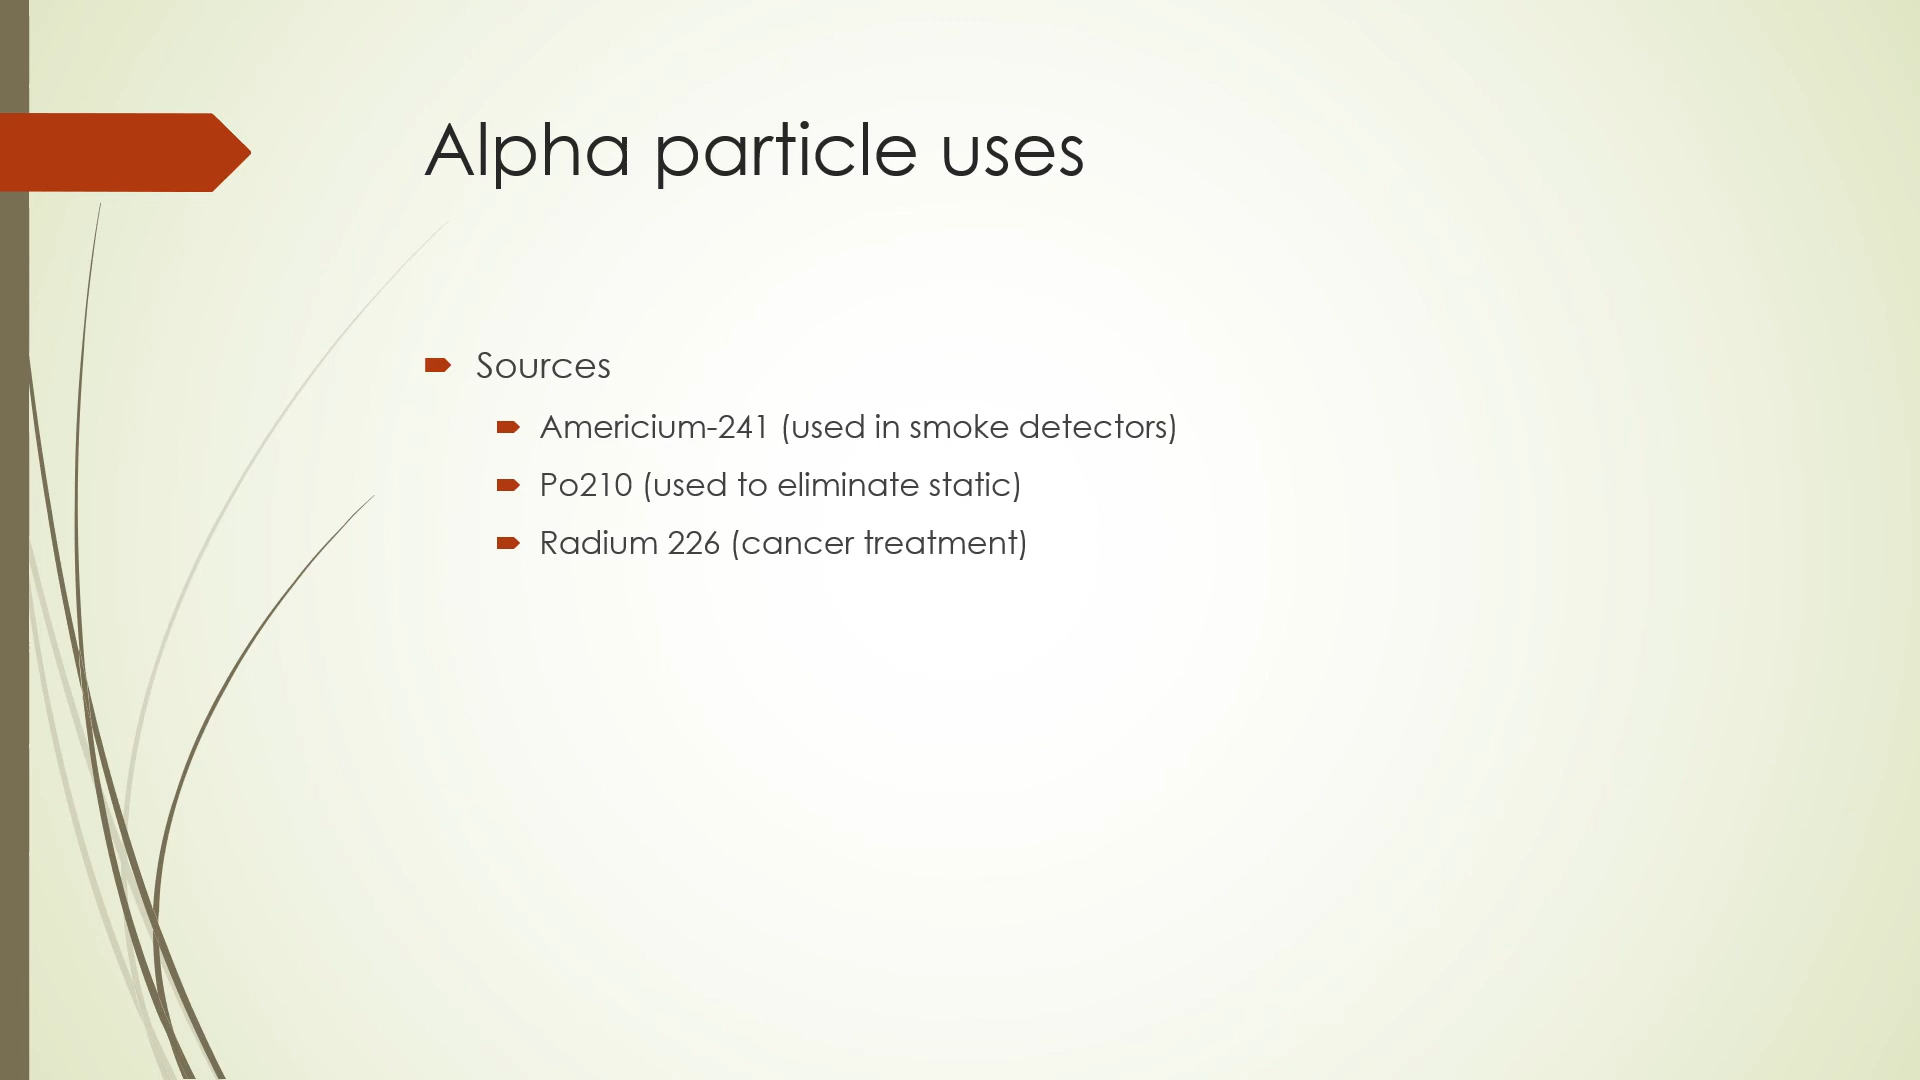 Alpha particle uses
Sources
Americium-241 (used in smoke detectors)
Po210 (used to eliminate static)
Radium 226 (cancer treatment)